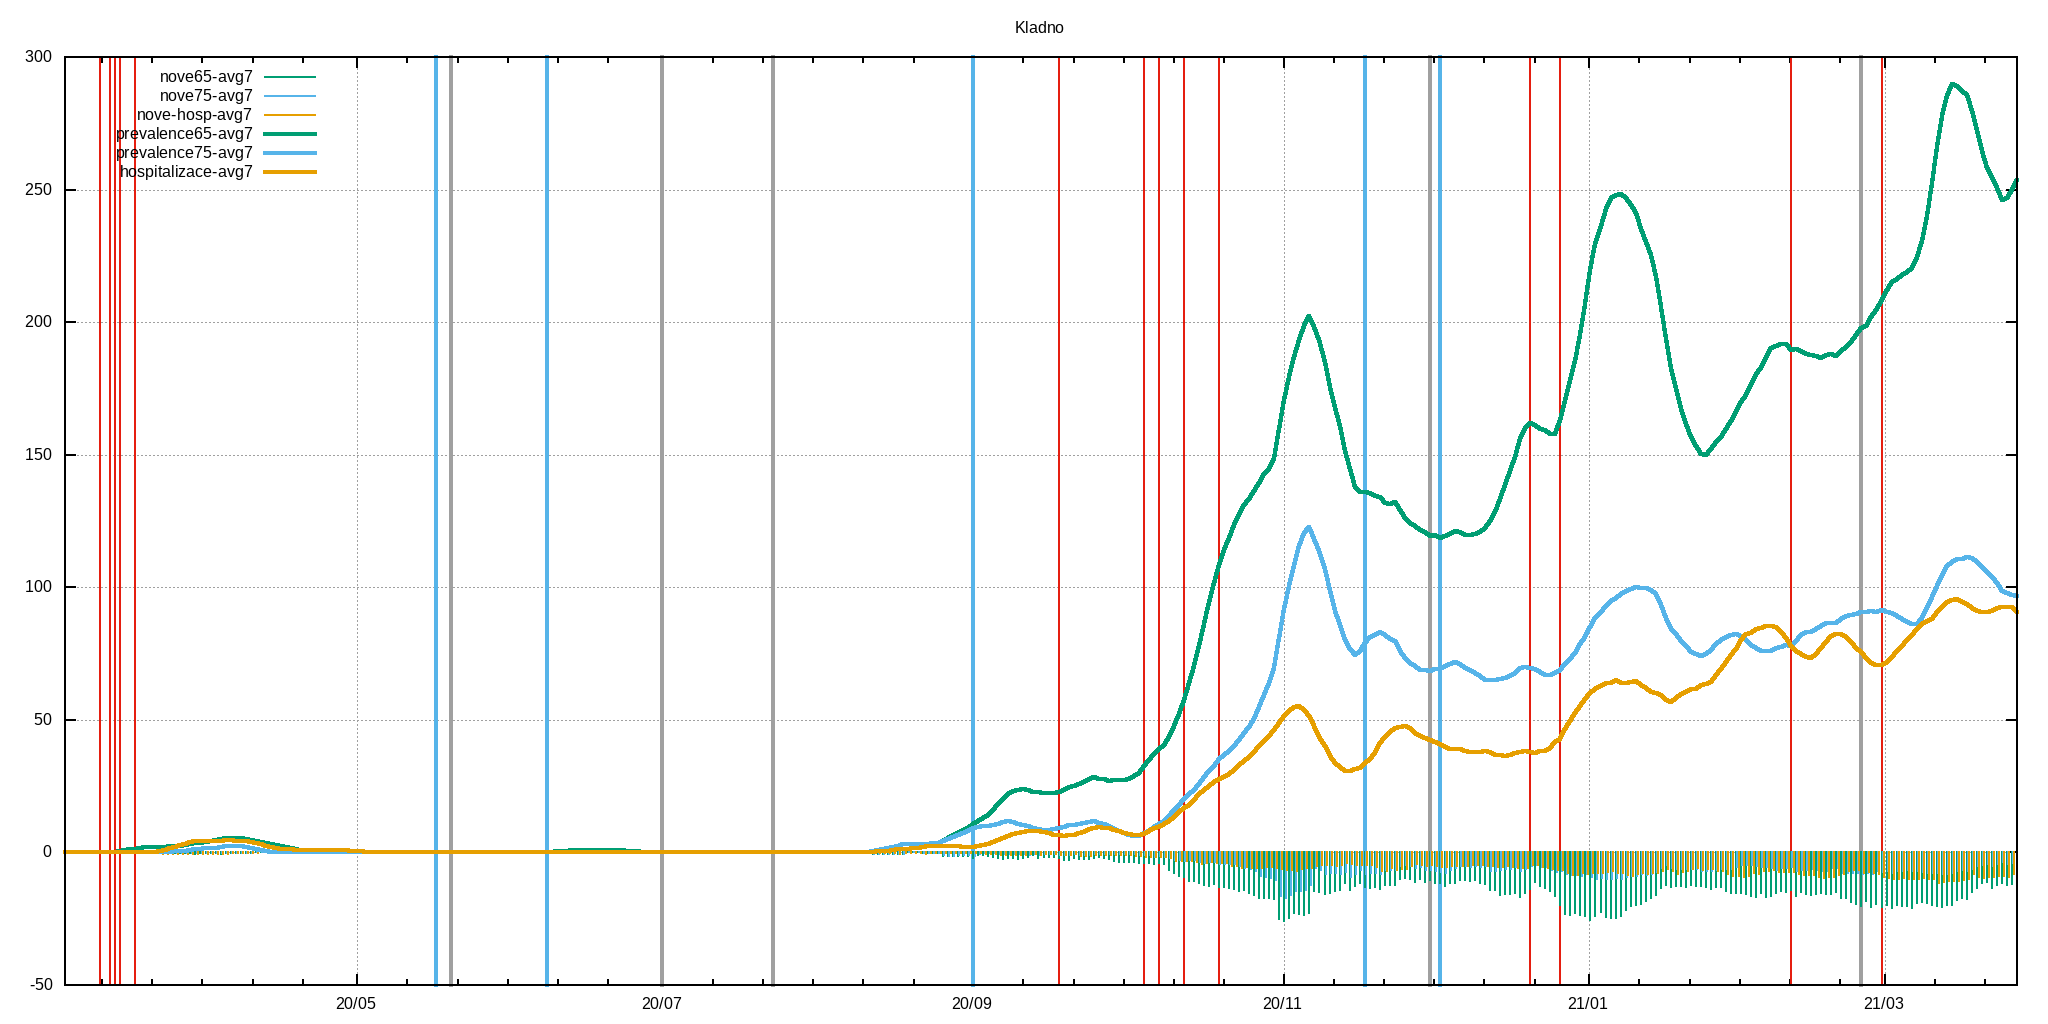 Kladno
300
nove65-avg7
nove75-avg7
nove-hosp-avg7
prevalence65-avg7
prevalence75-avg7
hospitalizace-avg7
250
200
150
100
50
0
-50
20/05 20/07 20/09 20/11 21/01 21/03